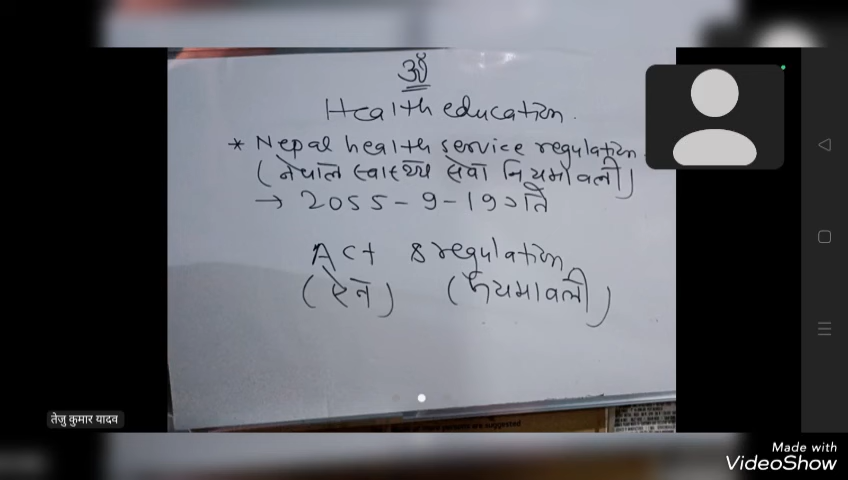 ॐ
Health education.
* Nepal health service regulation.
(नेपाल स्वास्थ्य सेवा नियमावली)
→ 2055-9-19 गते
Act & regulation
(ऐन) (नियमावली)
तेजु कुमार यादव
Made with
VideoShow